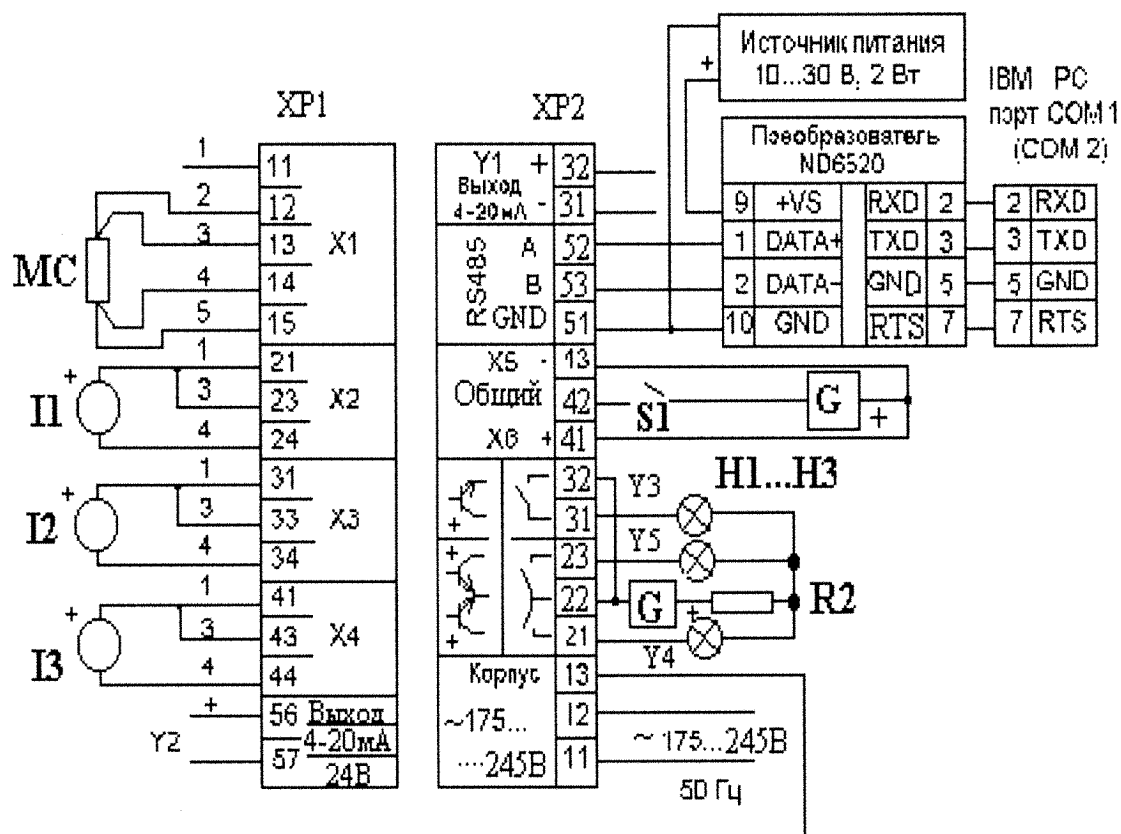 Источник питания
10...30 В, 2 Вт
IBM PC
порт COM 1
(COM 2)
XP1
XP2
Преобразователь
ND6520
1
11
2
12
3
13
X1
4
14
5
15
MC
1
21
3
23
X2
4
24
+
I1
1
31
3
33
X3
4
34
+
I2
1
41
3
43
X4
4
44
+
I3
+
56 Выход
4-20мА
Y2
57
24В
Y1 + 32
Выход
4-20мА - 31
RS485
A 52
B 53
GND 51
X5 - 13
Общий 42
X6 + 41
32
31
23
22
21
+
+
+
Корпус 13
~175... 12
....245В 11
+
9 +VS RXD 2
1 DATA+ TXD 3
2 DATA- GND 5
10 GND RTS 7
2 RXD
3 TXD
5 GND
7 RTS
S1
G
+
H1...H3
Y3
Y5
G
+
R2
Y4
~ 175...245В
50 Гц